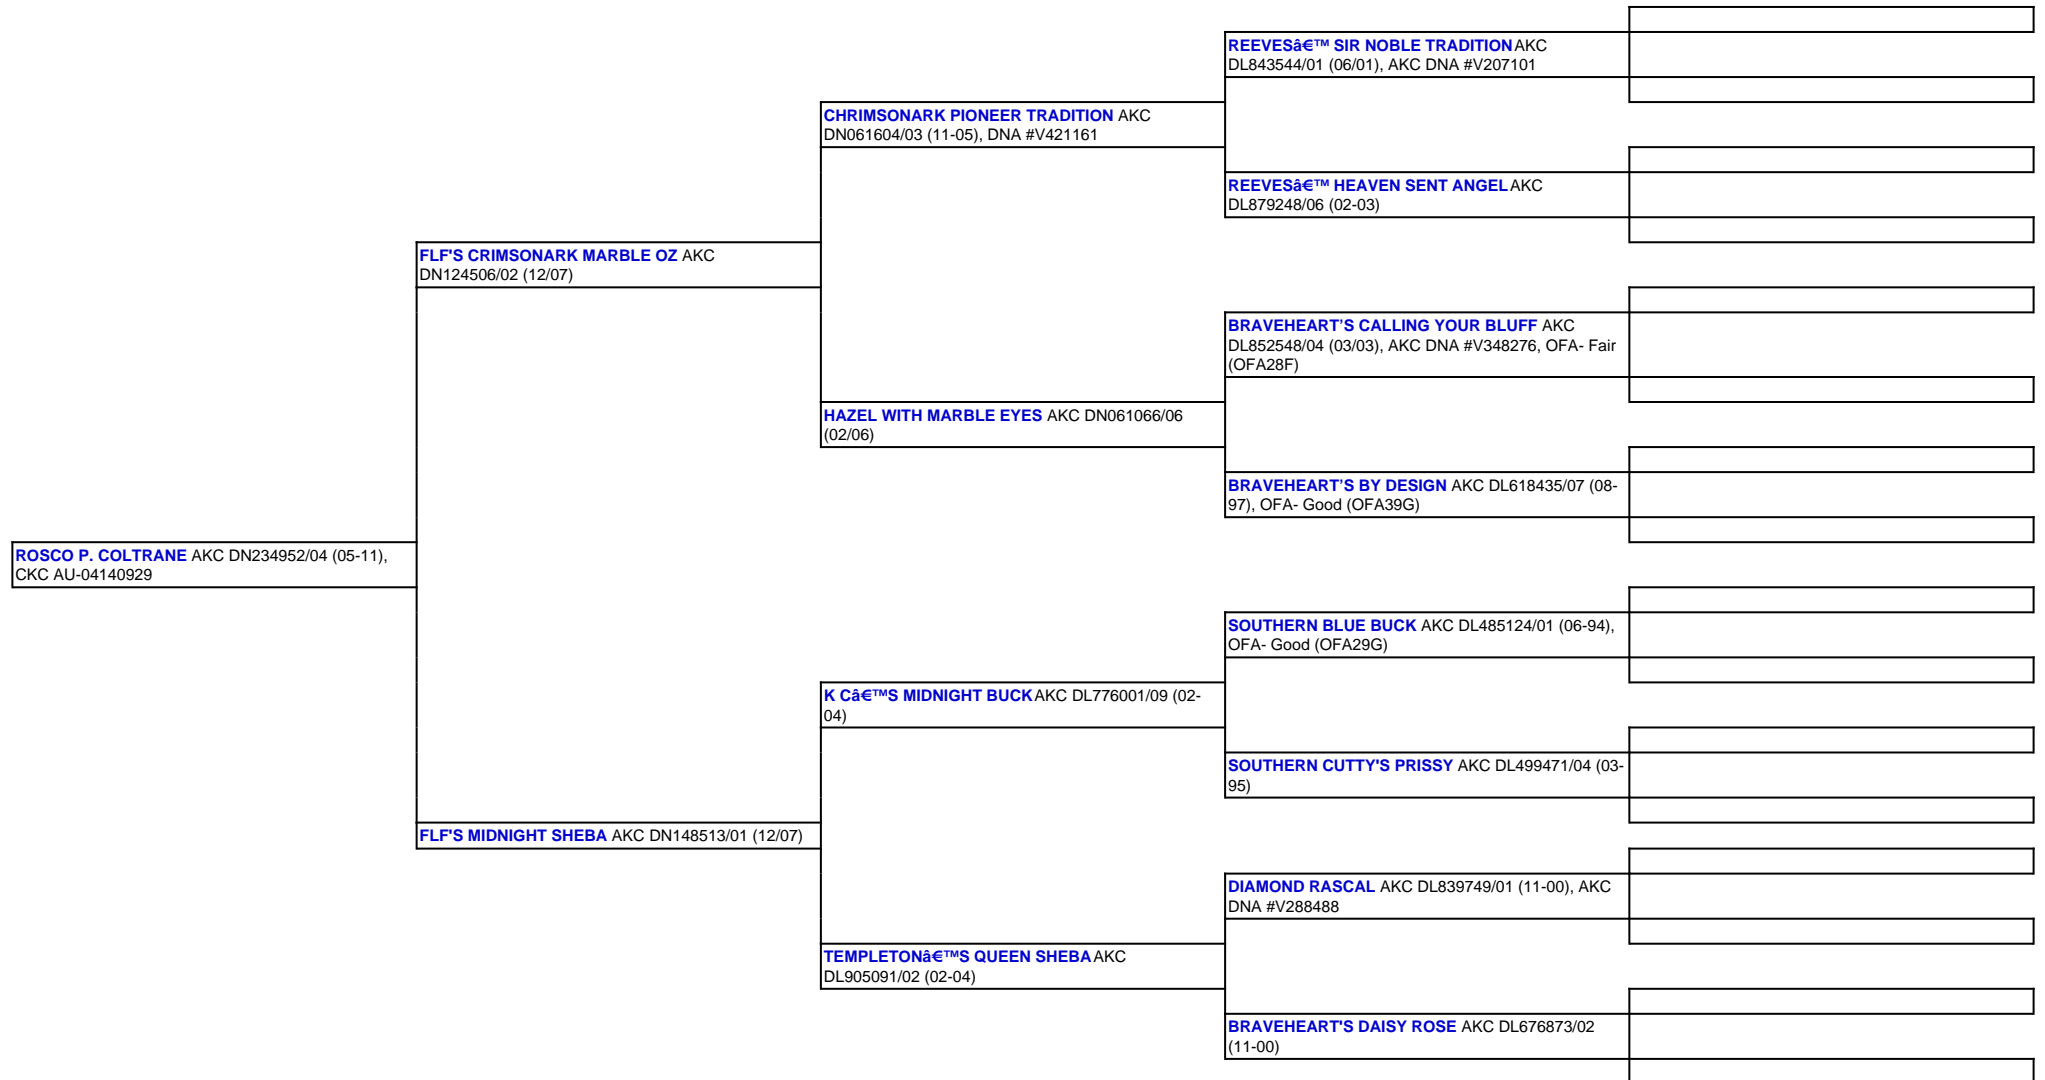 REEVESâ€™ SIR NOBLE TRADITION AKC
DL843544/01 (06/01), AKC DNA #V207101
CHRIMSONARK PIONEER TRADITION AKC
DN061604/03 (11-05), DNA #V421161
REEVESâ€™ HEAVEN SENT ANGEL AKC
DL879248/06 (02-03)
FLF'S CRIMSONARK MARBLE OZ AKC
DN124506/02 (12/07)
BRAVEHEART’S CALLING YOUR BLUFF AKC
DL852548/04 (03/03), AKC DNA #V348276, OFA- Fair
(OFA28F)
HAZEL WITH MARBLE EYES AKC DN061066/06
(02/06)
BRAVEHEART’S BY DESIGN AKC DL618435/07 (08-
97), OFA- Good (OFA39G)
ROSCO P. COLTRANE AKC DN234952/04 (05-11),
CKC AU-04140929
SOUTHERN BLUE BUCK AKC DL485124/01 (06-94),
OFA- Good (OFA29G)
K Câ€™S MIDNIGHT BUCK AKC DL776001/09 (02-
04)
SOUTHERN CUTTY'S PRISSY AKC DL499471/04 (03-
95)
FLF'S MIDNIGHT SHEBA AKC DN148513/01 (12/07)
DIAMOND RASCAL AKC DL839749/01 (11-00), AKC
DNA #V288488
TEMPLETONâ€™S QUEEN SHEBA AKC
DL905091/02 (02-04)
BRAVEHEART'S DAISY ROSE AKC DL676873/02
(11-00)